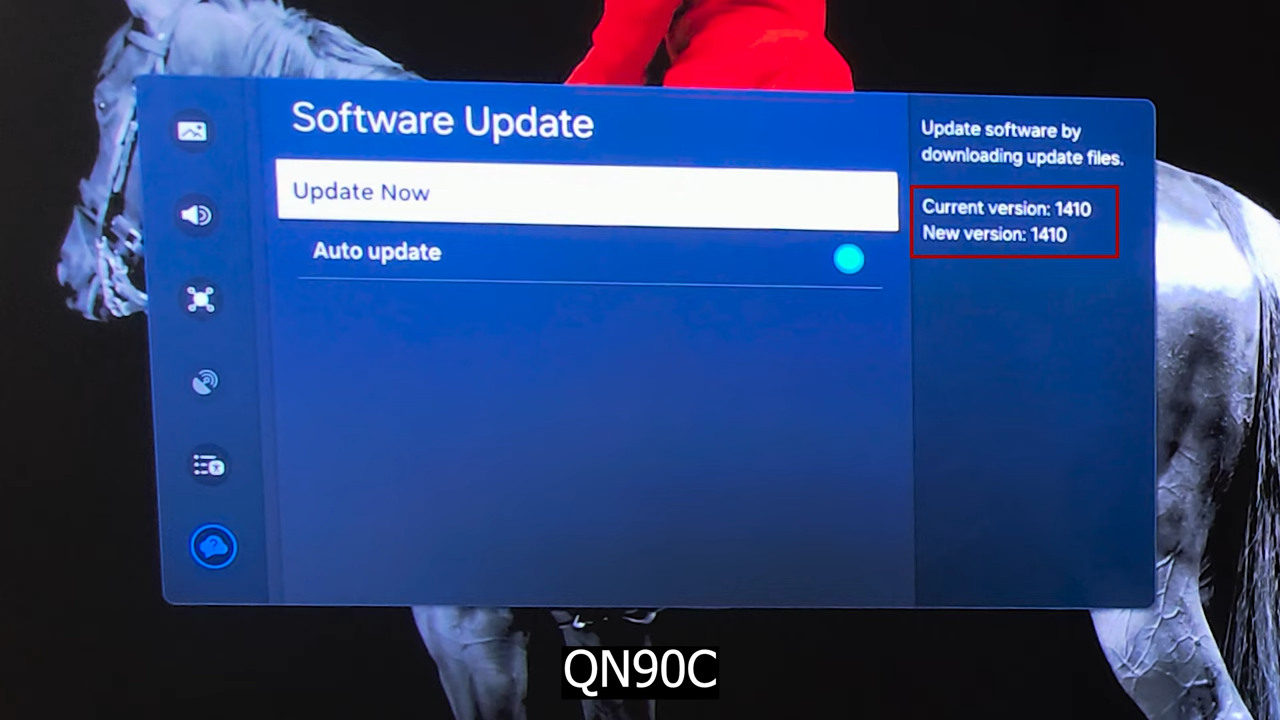 Software Update
Update Now
Auto update
Update software by
downloading update files.
Current version: 1410
New version: 1410
QN90C